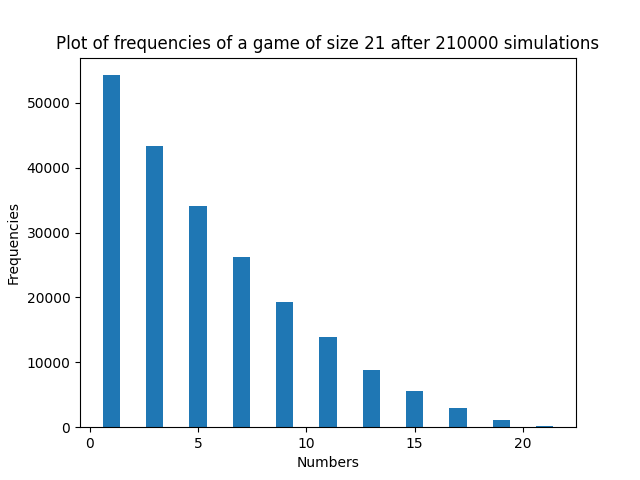 Plot of frequencies of a game of size 21 after 210000 simulations
50000
40000
30000
20000
10000
0
Frequencies
0 5 10 15 20
Numbers